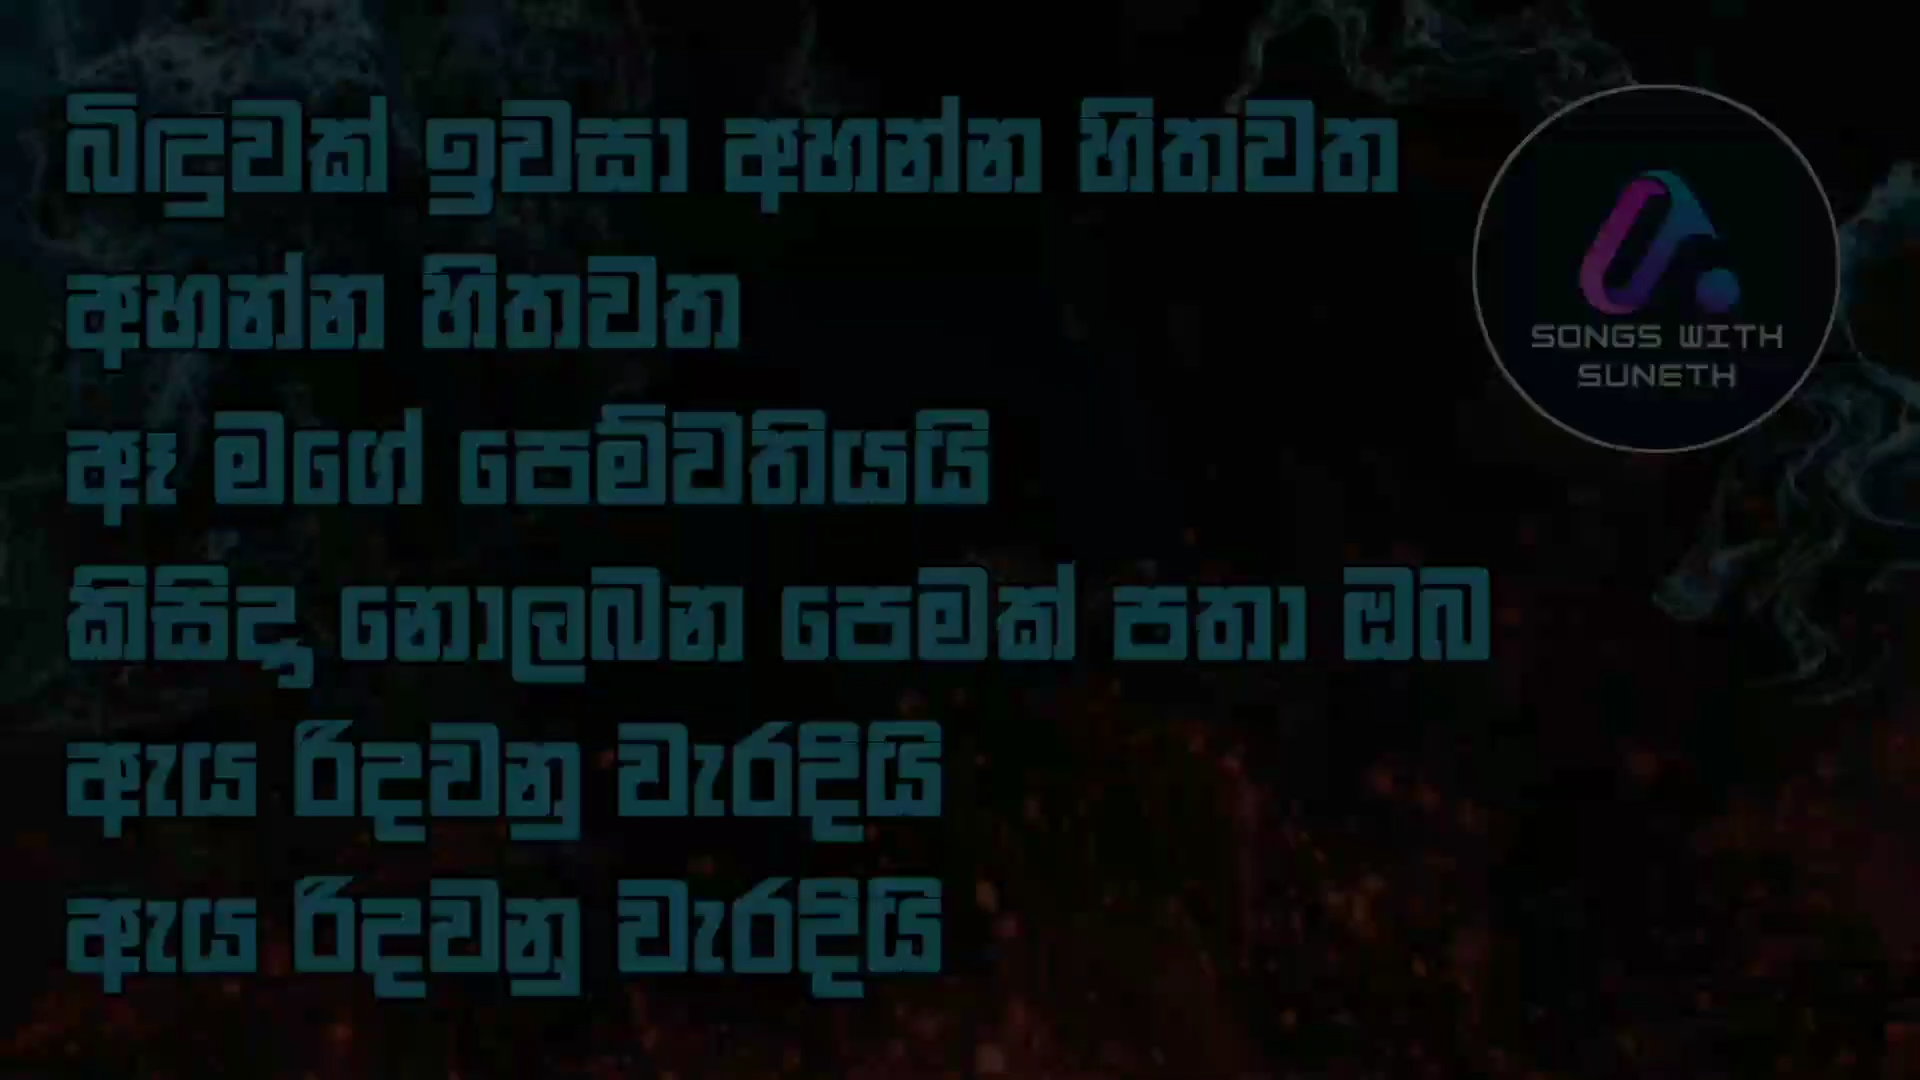 බිඳුවක් ඉවසා අහන්න හිතවත
අහන්න හිතවත
ඈ මගේ පෙම්වතියයි
කිසිදා නොලබන පෙමක් පතා ඔබ
ඇය රිදවනු වැරදියි
ඇය රිදවනු වැරදියි
SONGS WITH
SUNETH